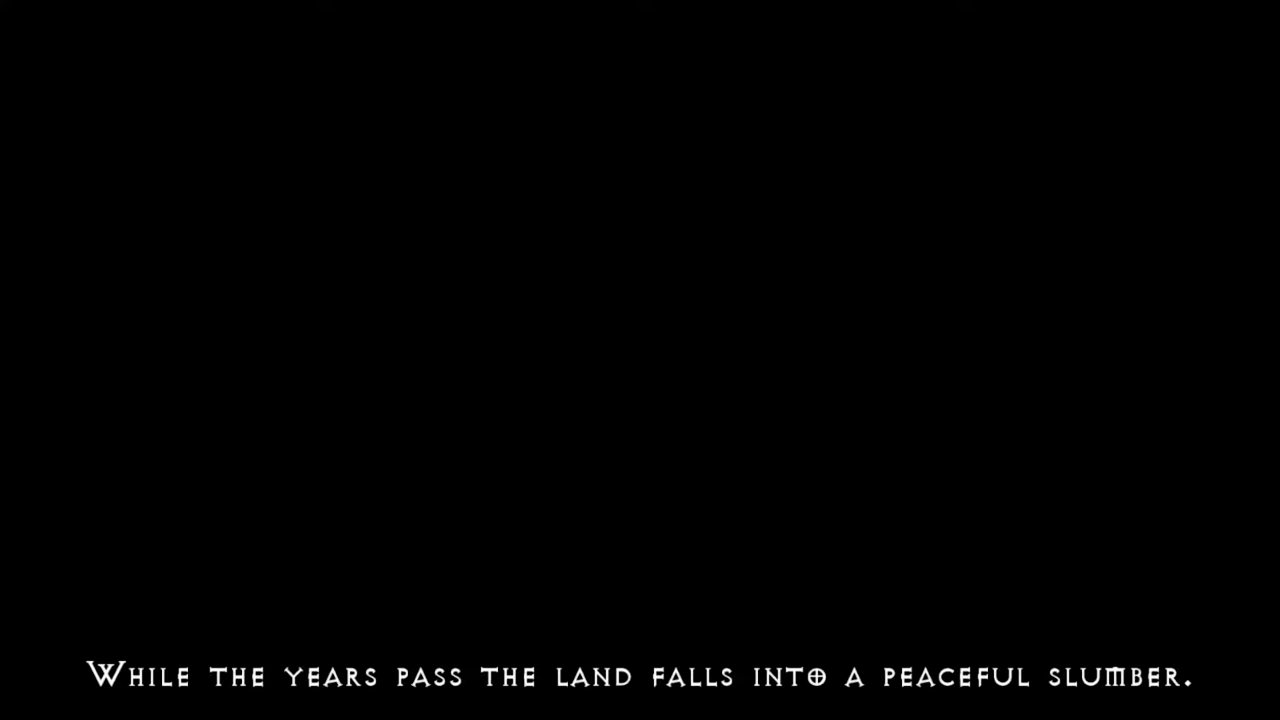 While the years pass the land falls into a peaceful slumber.